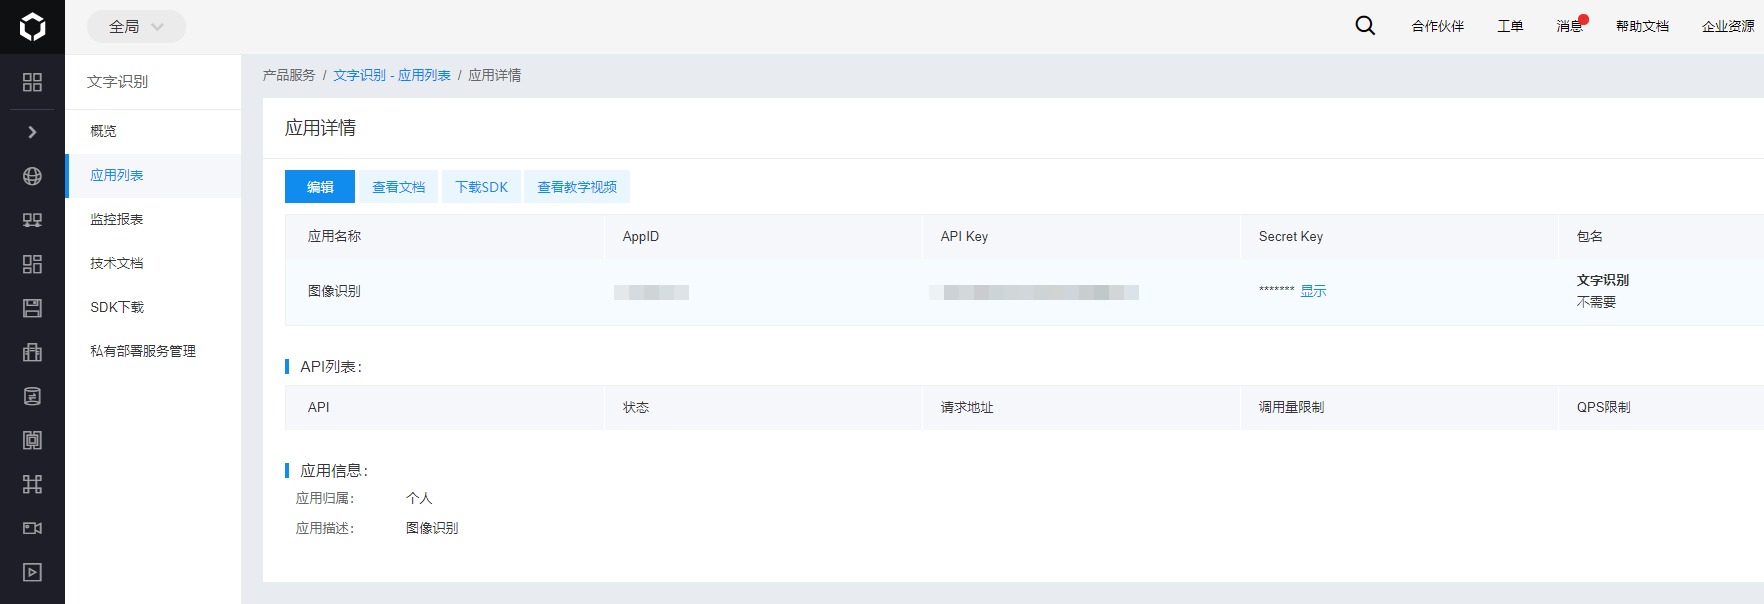 全局
合作伙伴 工单 消息 帮助文档 企业资源
文字识别
概览
应用列表
监控报表
技术文档
SDK下载
私有部署服务管理
产品服务 / 文字识别 - 应用列表 / 应用详情
应用详情
编辑 查看文档 下载SDK 查看教学视频
应用名称 AppID API Key Secret Key 包名
图像识别 ******* 显示 文字识别
不需要
API列表:
API 状态 请求地址 调用量限制 QPS限制
应用信息:
应用归属: 个人
应用描述: 图像识别